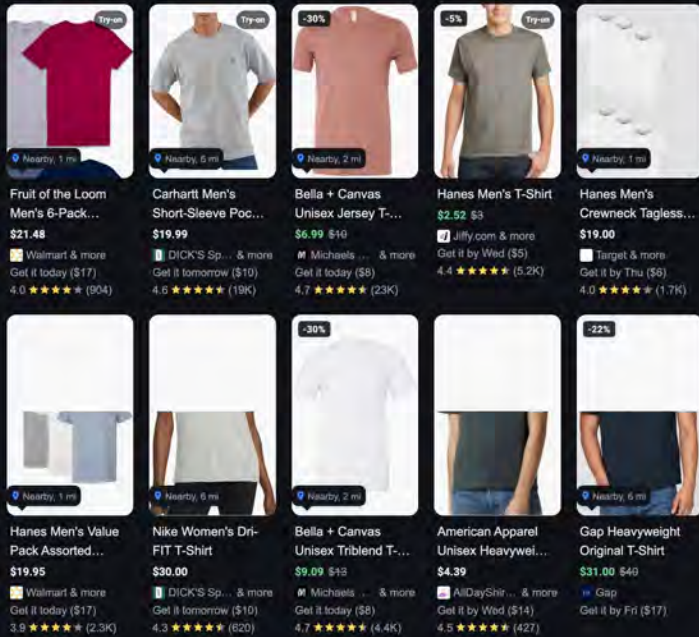 Try-on
Nearby, 1 mi
Fruit of the Loom
Men's 6-Pack...
$21.48
Walmart & more
Get it today ($17)
4.0 ★★★★★ (904)
Try-on
Nearby, 6 mi
Carhartt Men's
Short-Sleeve Poc...
$19.99
DICK'S Sp... & more
Get it tomorrow ($10)
4.6 ★★★★★ (19K)
-30%
Nearby, 2 mi
Bella + Canvas
Unisex Jersey T-...
$6.99 $10
Michaels ... & more
Get it today ($8)
4.7 ★★★★★ (23K)
-5%
Try-on
Hanes Men's T-Shirt
$2.52 $3
Jiffy.com & more
Get it by Wed ($5)
4.4 ★★★★★ (5.2K)
Nearby, 1 mi
Hanes Men's
Crewneck Tagless...
$19.00
Target & more
Get it by Thu ($6)
4.0 ★★★★★ (1.7K)
Nearby, 1 mi
Hanes Men's Value
Pack Assorted...
$19.95
Walmart & more
Get it today ($17)
3.9 ★★★★★ (2.3K)
Nearby, 6 mi
Nike Women's Dri-
FIT T-Shirt
$30.00
DICK'S Sp... & more
Get it tomorrow ($10)
4.3 ★★★★★ (620)
-30%
Nearby, 2 mi
Bella + Canvas
Unisex Triblend T-...
$9.09 $13
Michaels ... & more
Get it today ($8)
4.7 ★★★★★ (4.4K)
American Apparel
Unisex Heavywei...
$4.39
AllDayShir... & more
Get it by Wed ($14)
4.5 ★★★★★ (427)
-22%
Nearby, 6 mi
Gap Heavyweight
Original T-Shirt
$31.00 $40
Gap
Get it by Fri ($17)